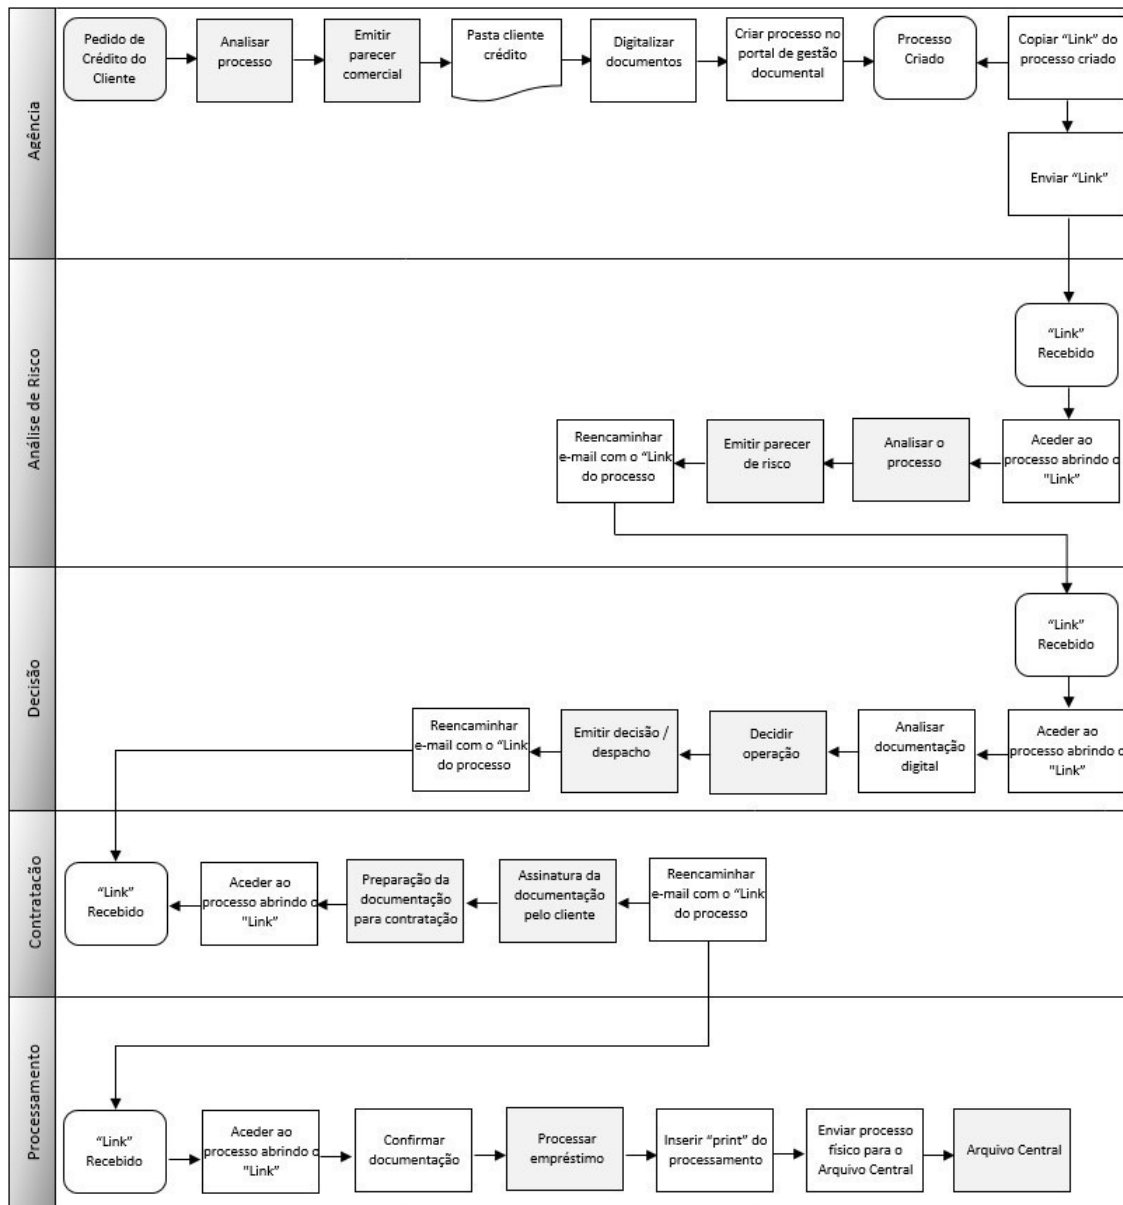 Agência
Pedido de
Crédito do
Cliente
Analisar
processo
Emitir
parecer
comercial
Pasta cliente
crédito
Digitalizar
documentos
Criar processo no
portal de gestão
documental
Processo
Criado
Copiar “Link” do
processo criado
Enviar “Link”
Análise de Risco
“Link”
Recebido
Aceder ao
processo abrindo o
"Link"
Analisar o
processo
Emitir parecer
de risco
Reencaminhar
e-mail com o “Link
do processo
Decisão
“Link”
Recebido
Aceder ao
processo abrindo o
"Link"
Analisar
documentação
digital
Decidir
operação
Emitir decisão /
despacho
Reencaminhar
e-mail com o “Link
do processo
Contratacão
“Link”
Recebido
Aceder ao
processo abrindo o
"Link"
Preparação da
documentação
para contratação
Assinatura da
documentação
pelo cliente
Reencaminhar
e-mail com o “Link
do processo
Processamento
“Link”
Recebido
Aceder ao
processo abrindo o
"Link"
Confirmar
documentação
Processar
empréstimo
Inserir “print” do
processamento
Enviar processo
físico para o
Arquivo Central
Arquivo Central